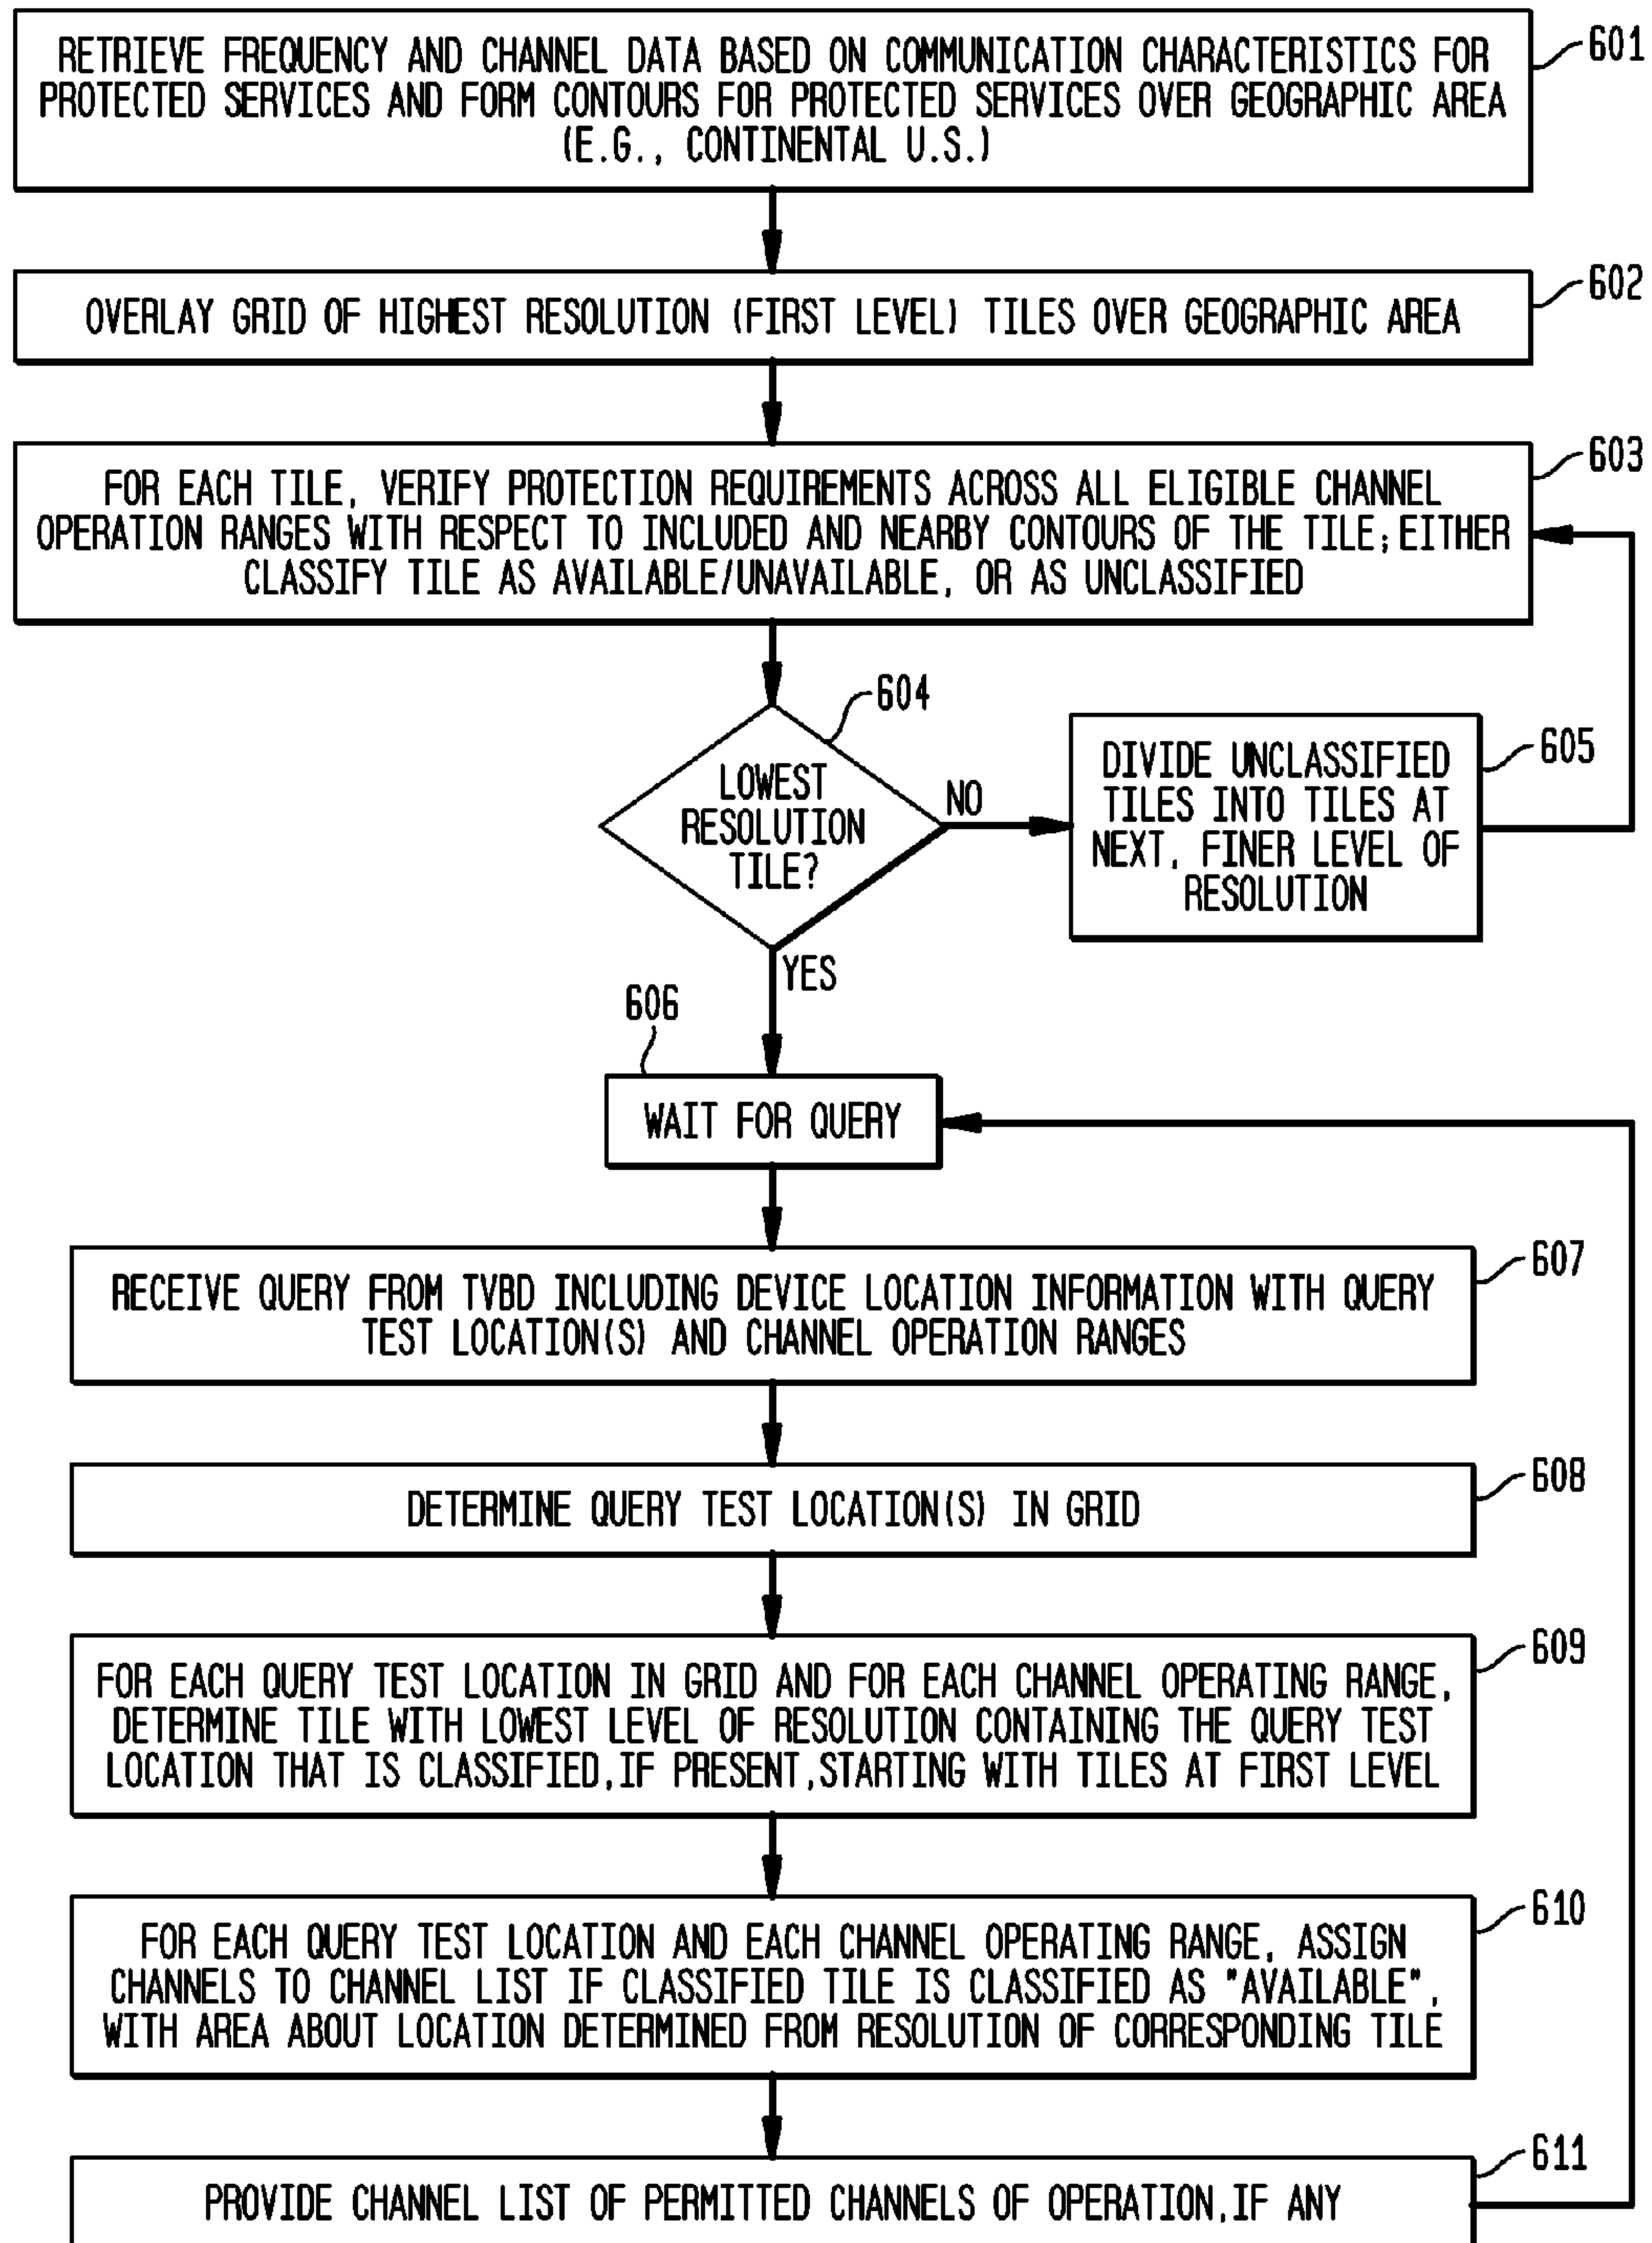 RETRIEVE FREQUENCY AND CHANNEL DATA BASED ON COMMUNICATION CHARACTERISTICS FOR
PROTECTED SERVICES AND FORM CONTOURS FOR PROTECTED SERVICES OVER GEOGRAPHIC AREA
(E.G., CONTINENTAL U.S.)
601
OVERLAY GRID OF HIGHEST RESOLUTION (FIRST LEVEL) TILES OVER GEOGRAPHIC AREA
602
FOR EACH TILE, VERIFY PROTECTION REQUIREMENTS ACROSS ALL ELIGIBLE CHANNEL
OPERATION RANGES WITH RESPECT TO INCLUDED AND NEARBY CONTOURS OF THE TILE; EITHER
CLASSIFY TILE AS AVAILABLE/UNAVAILABLE, OR AS UNCLASSIFIED
603
LOWEST
RESOLUTION
TILE?
604
NO
DIVIDE UNCLASSIFIED
TILES INTO TILES AT
NEXT, FINER LEVEL OF
RESOLUTION
605
YES
606
WAIT FOR QUERY
RECEIVE QUERY FROM TVBD INCLUDING DEVICE LOCATION INFORMATION WITH QUERY
TEST LOCATION(S) AND CHANNEL OPERATION RANGES
607
DETERMINE QUERY TEST LOCATION(S) IN GRID
608
FOR EACH QUERY TEST LOCATION IN GRID AND FOR EACH CHANNEL OPERATING RANGE,
DETERMINE TILE WITH LOWEST LEVEL OF RESOLUTION CONTAINING THE QUERY TEST
LOCATION THAT IS CLASSIFIED, IF PRESENT, STARTING WITH TILES AT FIRST LEVEL
609
FOR EACH QUERY TEST LOCATION AND EACH CHANNEL OPERATING RANGE, ASSIGN
CHANNELS TO CHANNEL LIST IF CLASSIFIED TILE IS CLASSIFIED AS "AVAILABLE",
WITH AREA ABOUT LOCATION DETERMINED FROM RESOLUTION OF CORRESPONDING TILE
610
PROVIDE CHANNEL LIST OF PERMITTED CHANNELS OF OPERATION, IF ANY
611